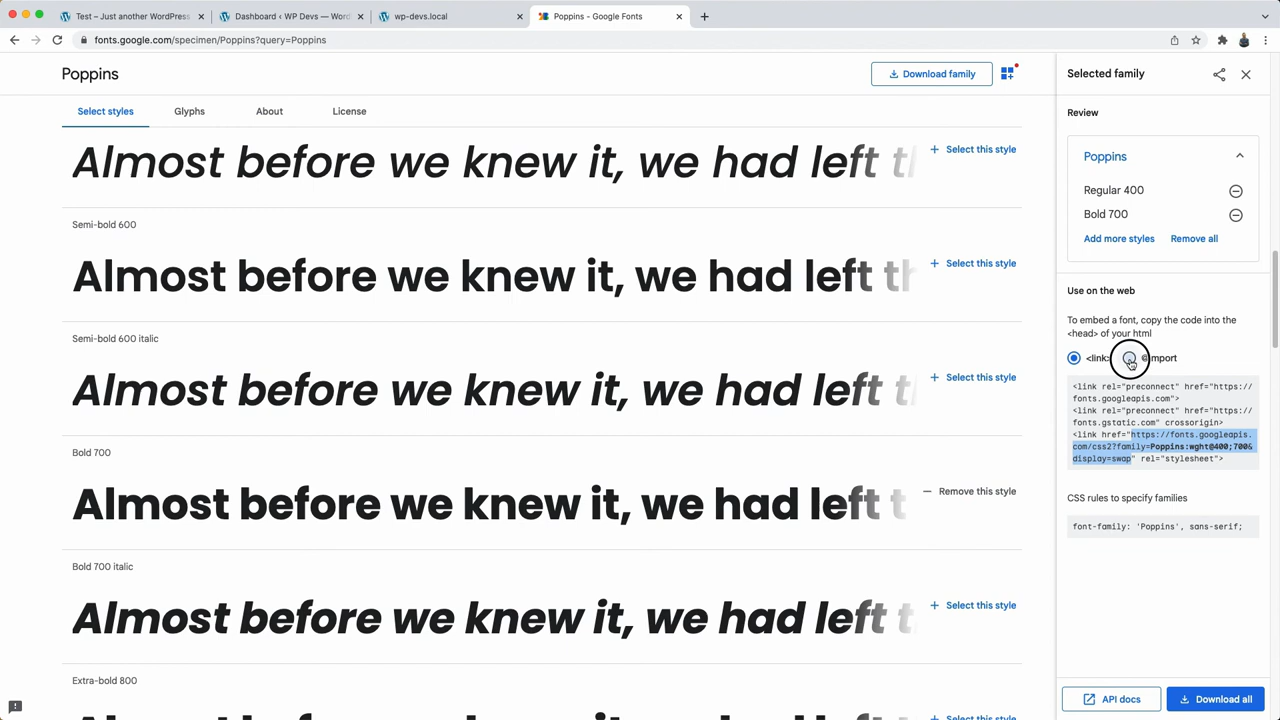 Test – Just another WordPress
Dashboard ‹ WP Devs — Word
wp-devs.local
Poppins - Google Fonts
fonts.google.com/specimen/Poppins?query=Poppins
Poppins
Download family
Select styles
Glyphs
About
License
Almost before we knew it, we had left th
Select this style
Semi-bold 600
Almost before we knew it, we had left th
Select this style
Semi-bold 600 italic
Almost before we knew it, we had left t
Select this style
Bold 700
Almost before we knew it, we had left t
Remove this style
Bold 700 italic
Almost before we knew it, we had left t
Select this style
Extra-bold 800
Select this style
Selected family
Review
Poppins
Regular 400
Bold 700
Add more styles
Remove all
Use on the web
To embed a font, copy the code into the
<head> of your html
<link> @import
<link rel="preconnect" href="https://
fonts.googleapis.com">
<link rel="preconnect" href="https://
fonts.gstatic.com" crossorigin>
<link href="https://fonts.googleapis.
com/css2?family=Poppins:wght@400;700&
display=swap" rel="stylesheet">
CSS rules to specify families
font-family: 'Poppins', sans-serif;
API docs
Download all